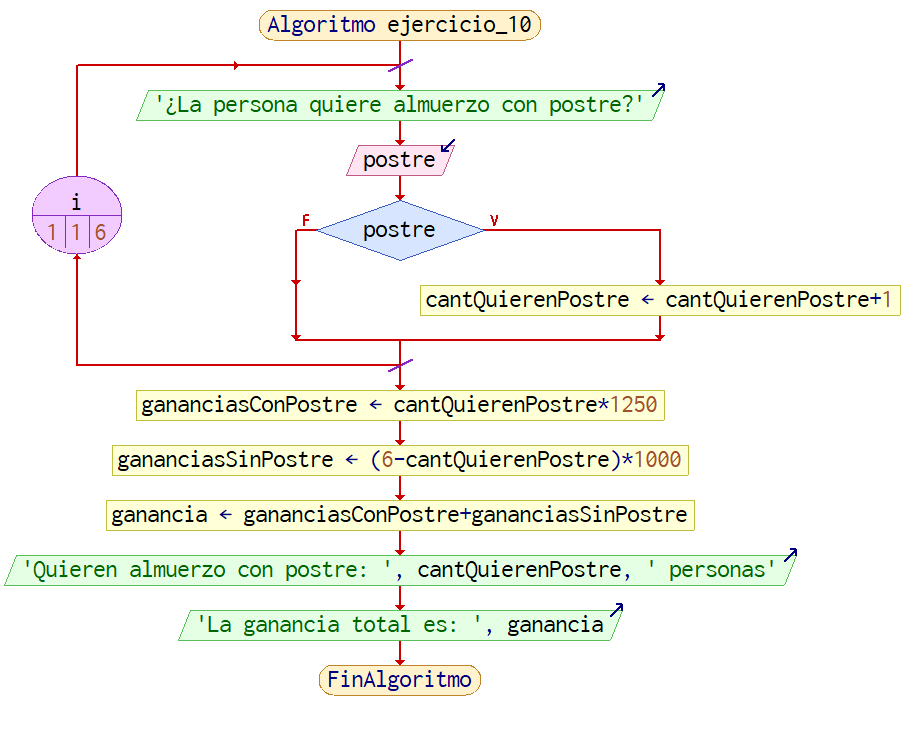 Algoritmo ejercicio_10
'¿La persona quiere almuerzo con postre?'
postre
i
1 1 6
F
postre
V
cantQuierenPostre ← cantQuierenPostre+1
gananciasConPostre ← cantQuierenPostre*1250
gananciasSinPostre ← (6-cantQuierenPostre)*1000
ganancia ← gananciasConPostre+gananciasSinPostre
'Quieren almuerzo con postre: ', cantQuierenPostre, ' personas'
'La ganancia total es: ', ganancia
FinAlgoritmo